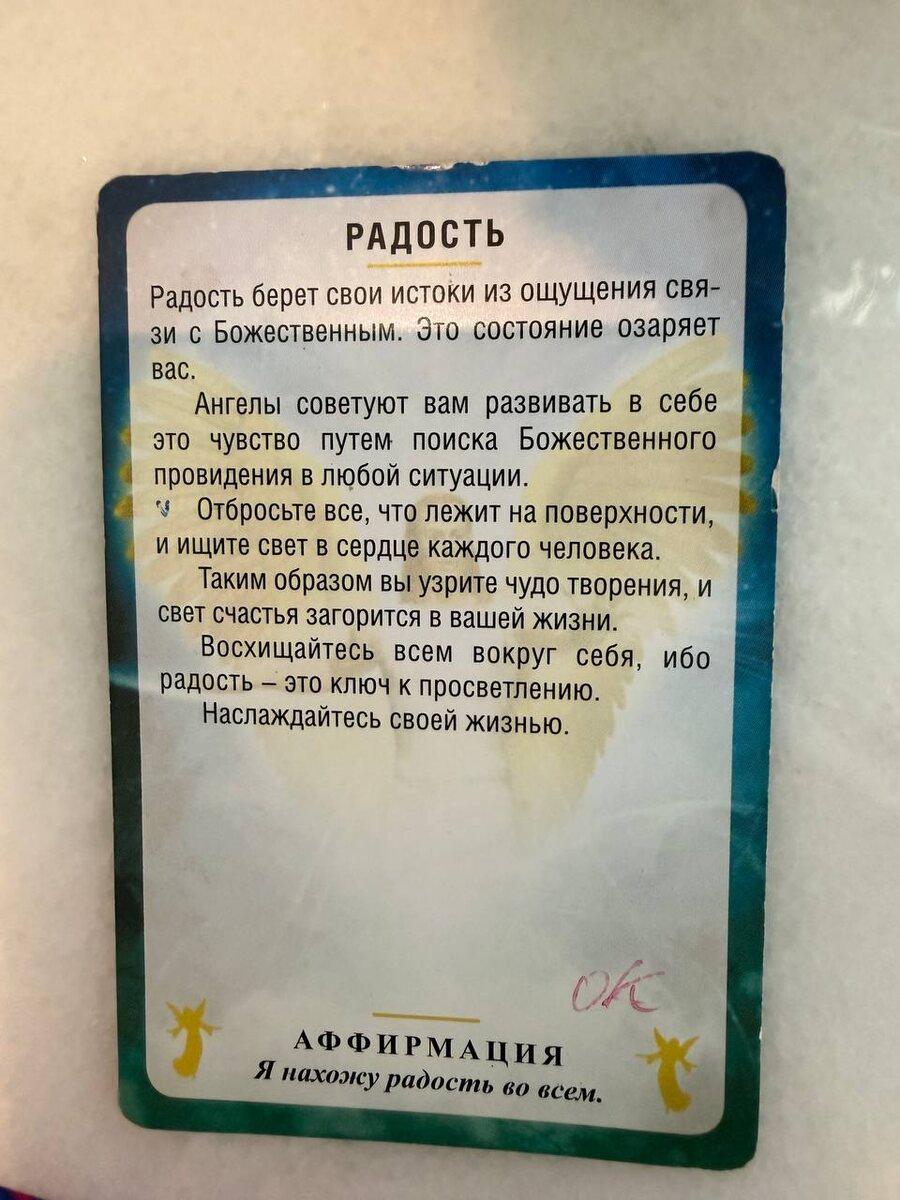 РАДОСТЬ
Радость берет свои истоки из ощущения свя-
зи с Божественным. Это состояние озаряет
вас.
Ангелы советуют вам развивать в себе
это чувство путем поиска Божественного
провидения в любой ситуации.
Отбросьте все, что лежит на поверхности,
и ищите свет в сердце каждого человека.
Таким образом вы узрите чудо творения, и
свет счастья загорится в вашей жизни.
Восхищайтесь всем вокруг себя, ибо
радость – это ключ к просветлению.
Наслаждайтесь своей жизнью.
ОК
АФФИРМАЦИЯ
Я нахожу радость во всем.